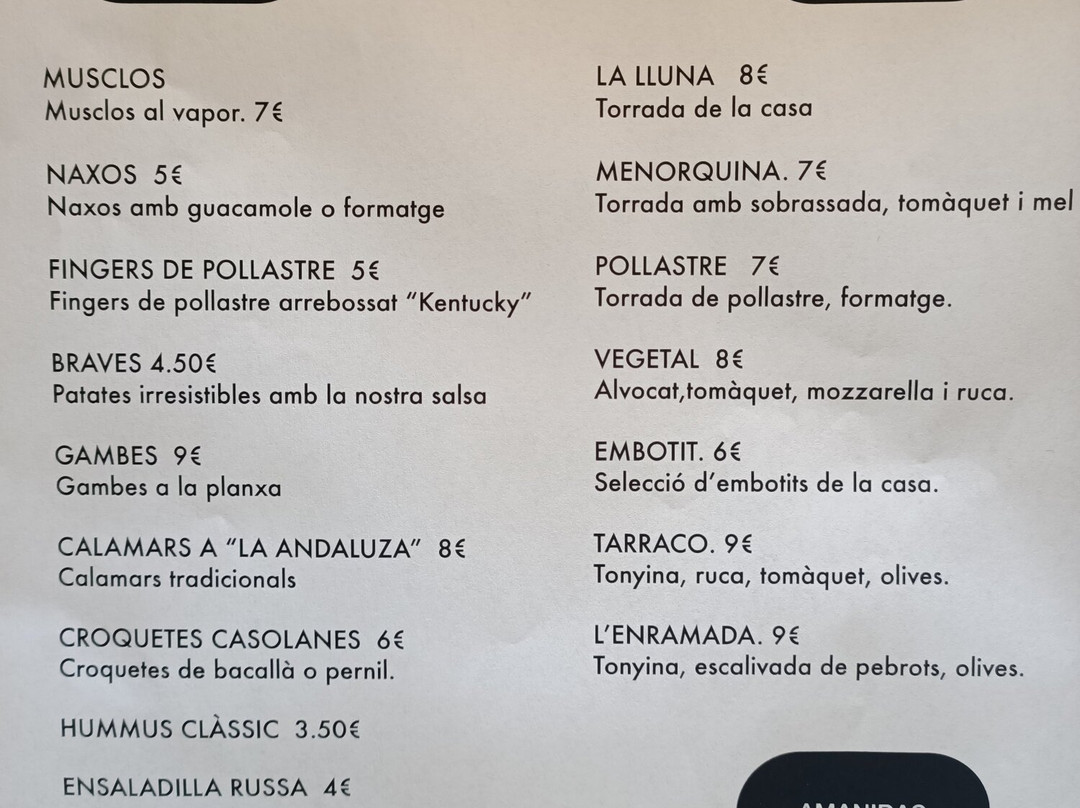 MUSCLOS
Musclos al vapor. 7€
NAXOS 5€
Naxos amb guacamole o formatge
FINGERS DE POLLASTRE 5€
Fingers de pollastre arrebossat “Kentucky”
BRAVES 4.50€
Patates irresistibles amb la nostra salsa
GAMBES 9€
Gambes a la planxa
CALAMARS A “LA ANDALUZA” 8€
Calamars tradicionals
CROQUETES CASOLANES 6€
Croquetes de bacallà o pernil.
HUMMUS CLÀSSIC 3.50€
ENSALADILLA RUSSA 4€
LA LLUNA 8€
Torrada de la casa
MENORQUINA. 7€
Torrada amb sobrassada, tomàquet i mel
POLLASTRE 7€
Torrada de pollastre, formatge.
VEGETAL 8€
Alvocat,tomàquet, mozzarella i ruca.
EMBOTIT. 6€
Selecció d’embotits de la casa.
TARRACO. 9€
Tonyina, ruca, tomàquet, olives.
L’ENRAMADA. 9€
Tonyina, escalivada de pebrots, olives.